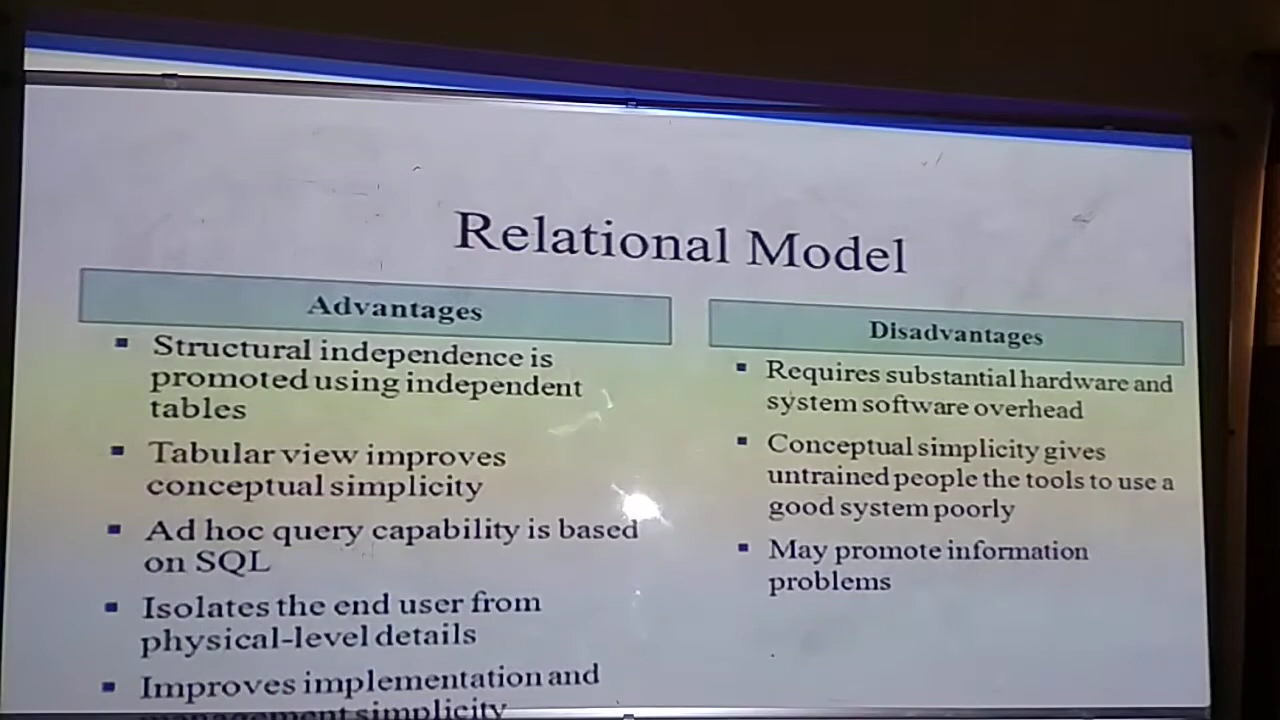 Relational Model
Advantages
Structural independence is
promoted using independent
tables
Tabular view improves
conceptual simplicity
Ad hoc query capability is based
on SQL
Isolates the end user from
physical-level details
Improves implementation and
management simplicity
Disadvantages
Requires substantial hardware and
system software overhead
Conceptual simplicity gives
untrained people the tools to use a
good system poorly
May promote information
problems